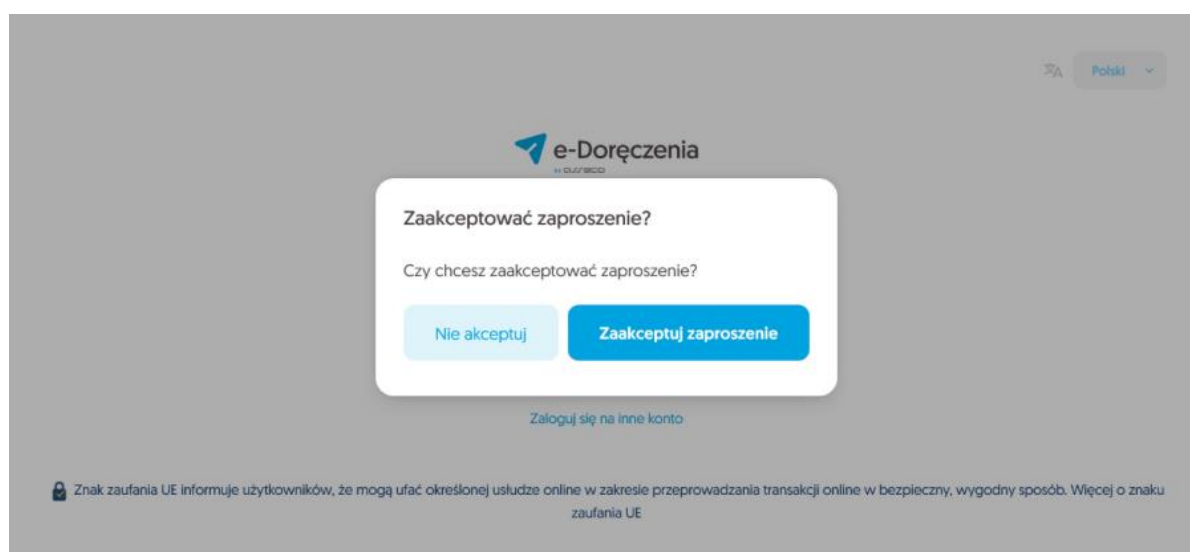 Polski
e-Doręczenia
by asseco
Zaakceptować zaproszenie?
Czy chcesz zaakceptować zaproszenie?
Nie akceptuj
Zaakceptuj zaproszenie
Zaloguj się na inne konto
Znak zaufania UE informuje użytkowników, że mogą ufać określonej usłudze online w zakresie przeprowadzania transakcji online w bezpieczny, wygodny sposób. Więcej o znaku
zaufania UE